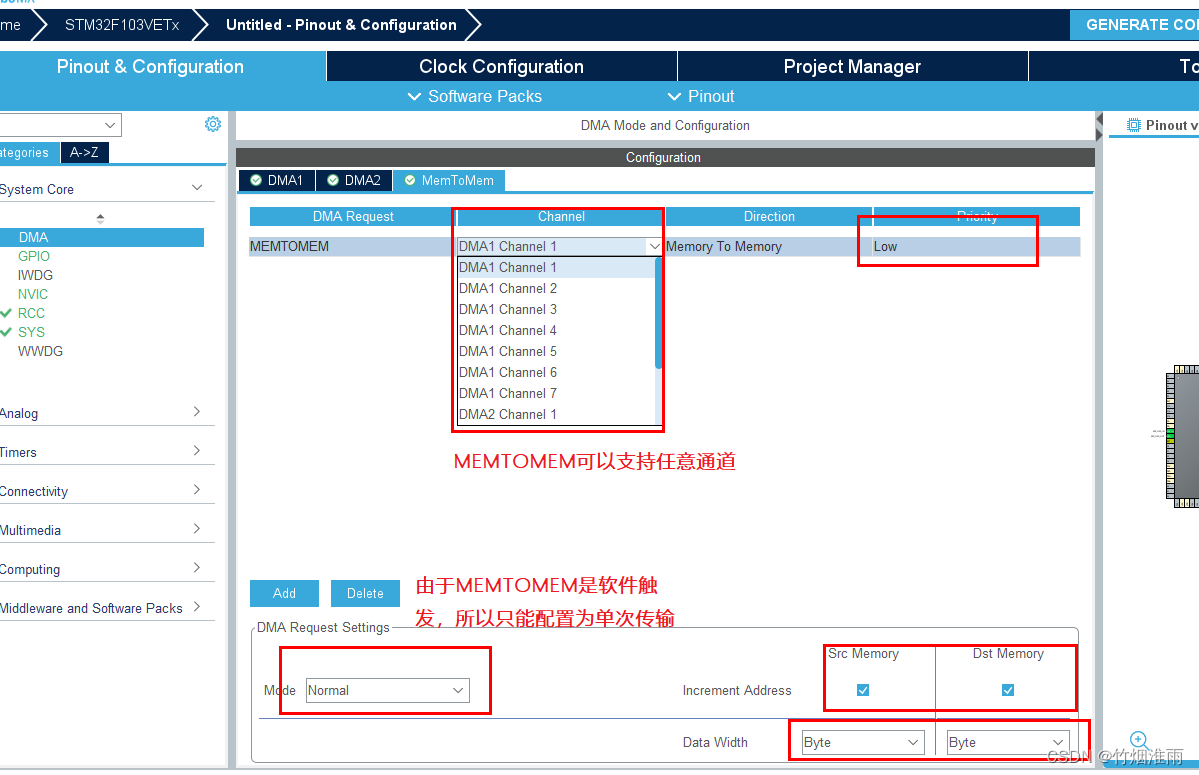 me
STM32F103VETx
Untitled - Pinout & Configuration
GENERATE CO
Pinout & Configuration
Clock Configuration
Project Manager
To
Software Packs
Pinout
DMA Mode and Configuration
Pinout v
ategories
A->Z
Configuration
DMA1
DMA2
MemToMem
System Core
DMA Request
Channel
Direction
Priority
DMA
MEMTOMEM
DMA1 Channel 1
Memory To Memory
Low
GPIO
IWDG
NVIC
RCC
SYS
WWDG
DMA1 Channel 1
DMA1 Channel 2
DMA1 Channel 3
DMA1 Channel 4
DMA1 Channel 5
DMA1 Channel 6
DMA1 Channel 7
DMA2 Channel 1
Analog
Timers
Connectivity
Multimedia
Computing
Middleware and Software Packs
MEMTOMEM可以支持任意通道
Add
Delete
由于MEMTOMEM是软件触
发，所以只能配置为单次传输
DMA Request Settings
Src Memory
Dst Memory
Mode
Normal
Increment Address
Data Width
Byte
Byte
CSDN @竹烟淮雨